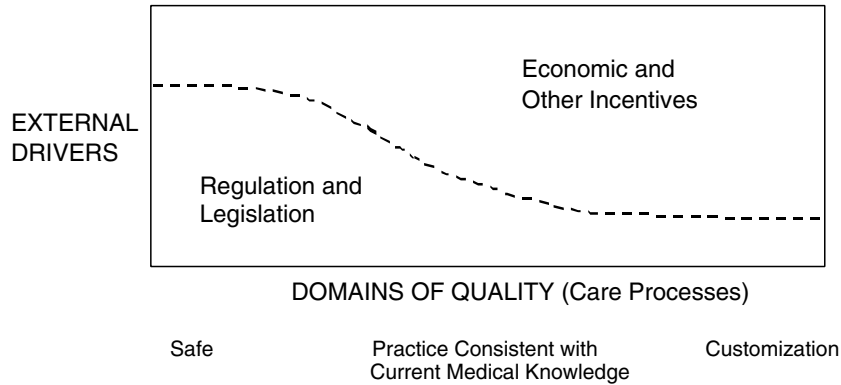 Economic and
Other Incentives
EXTERNAL
DRIVERS
Regulation and
Legislation
DOMAINS OF QUALITY (Care Processes)
Safe
Practice Consistent with
Current Medical Knowledge
Customization